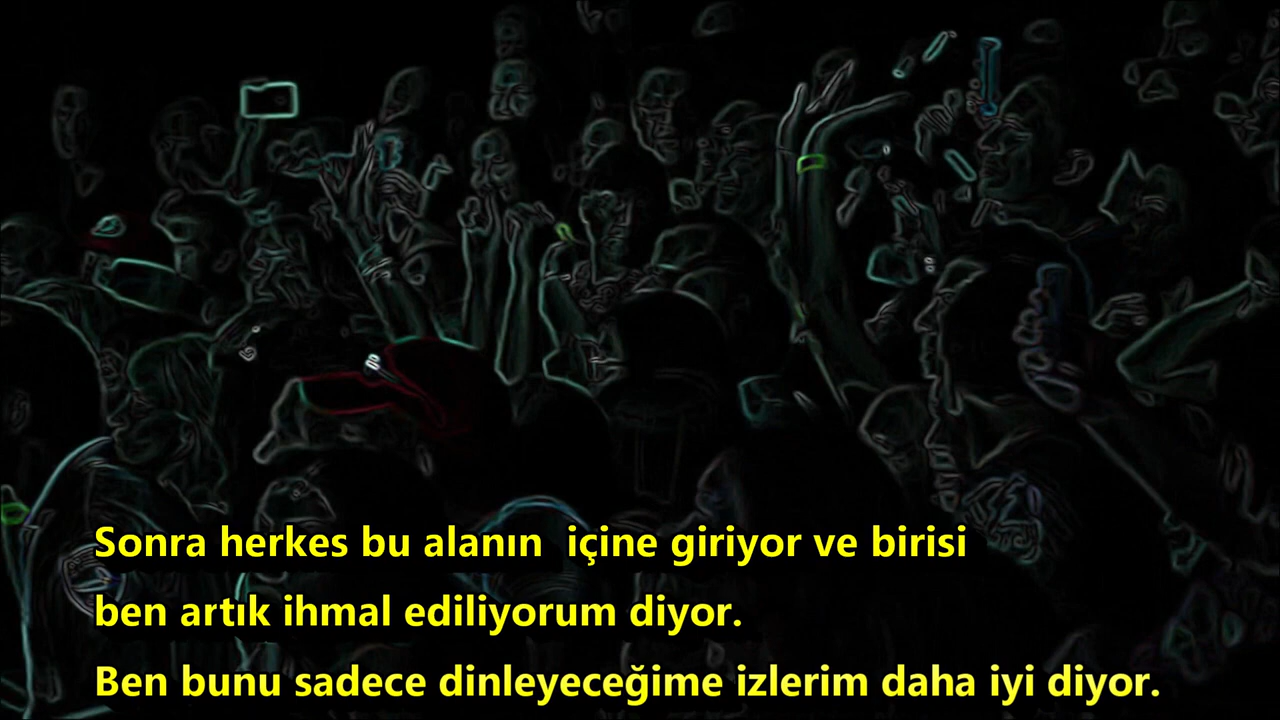 Sonra herkes bu alanın  içine giriyor ve birisi
ben artık ihmal ediliyorum diyor.
Ben bunu sadece dinleyeceğime izlerim daha iyi diyor.